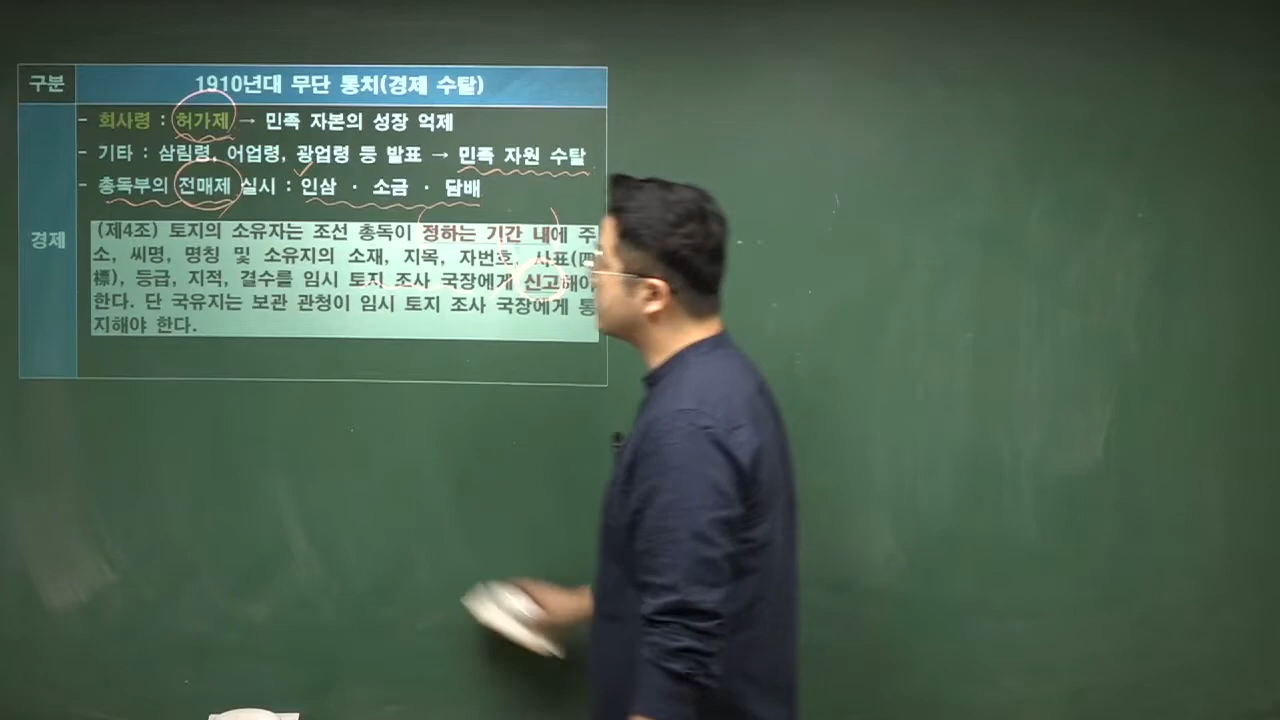 구분 1910년대 무단 통치(경제 수탈)
- 회사령 : 허가제 → 민족 자본의 성장 억제
- 기타 : 삼림령, 어업령, 광업령 등 발표 → 민족 자원 수탈
- 총독부의 전매제 실시 : 인삼 · 소금 · 담배
경제
(제4조) 토지의 소유자는 조선 총독이 정하는 기간 내에 주
소, 씨명, 명칭 및 소유지의 소재, 지목, 자번호, 사표(四
標), 등급, 지적, 결수를 임시 토지 조사 국장에게 신고해야
한다. 단 국유지는 보관 관청이 임시 토지 조사 국장에게 통
지해야 한다.